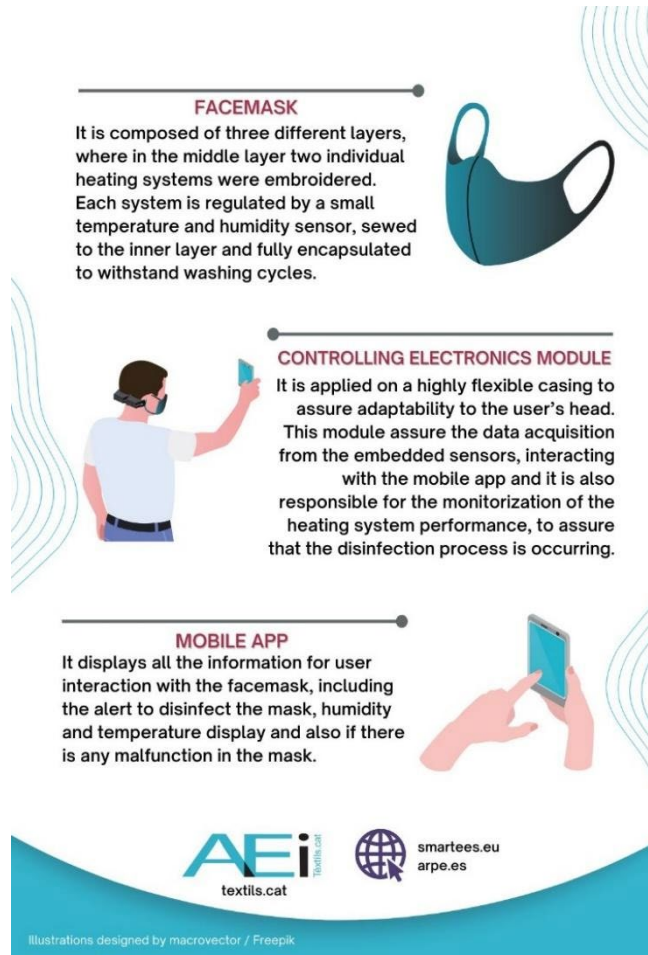 FACEMASK
It is composed of three different layers,
where in the middle layer two individual
heating systems were embroidered.
Each system is regulated by a small
temperature and humidity sensor, sewed
to the inner layer and fully encapsulated
to withstand washing cycles.
CONTROLLING ELECTRONICS MODULE
It is applied on a highly flexible casing to
assure adaptability to the user's head.
This module assure the data acquisition
from the embedded sensors, interacting
with the mobile app and it is also
responsible for the monitorization of the
heating system performance, to assure
that the disinfection process is occurring.
MOBILE APP
It displays all the information for user
interaction with the facemask, including
the alert to disinfect the mask, humidity
and temperature display and also if there
is any malfunction in the mask.
AEi
Tèxtils.cat
textils.cat
smartees.eu
arpe.es
Illustrations designed by macrovector / Freepik